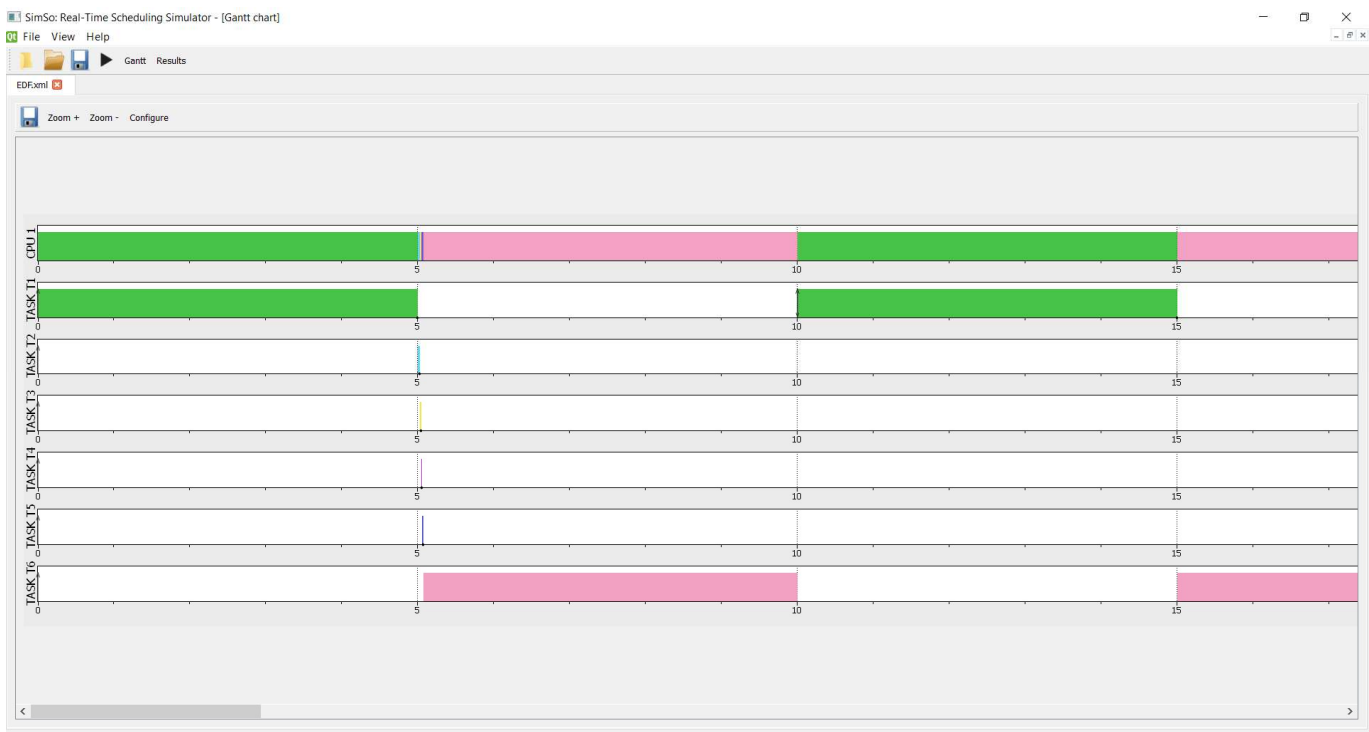 SimSo: Real-Time Scheduling Simulator - [Gantt chart]
Qt File View Help
Gantt Results
EDF.xml
Zoom + Zoom - Configure
CPU 1
0 5 10 15
TASK T1
0 5 10 15
TASK T2
0 5 10 15
TASK T3
0 5 10 15
TASK T4
0 5 10 15
TASK T5
0 5 10 15
TASK T6
0 5 10 15